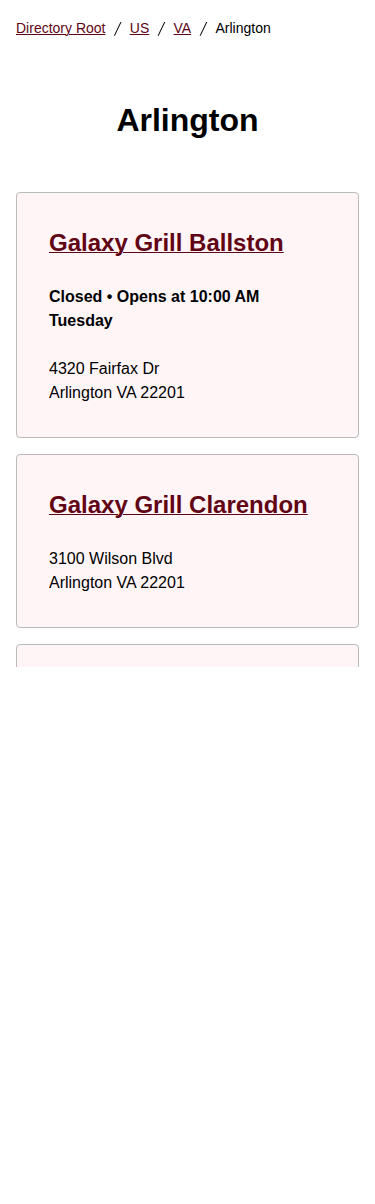 Directory Root / US / VA / Arlington
Arlington
Galaxy Grill Ballston
Closed • Opens at 10:00 AM
Tuesday
4320 Fairfax Dr
Arlington VA 22201
Galaxy Grill Clarendon
3100 Wilson Blvd
Arlington VA 22201